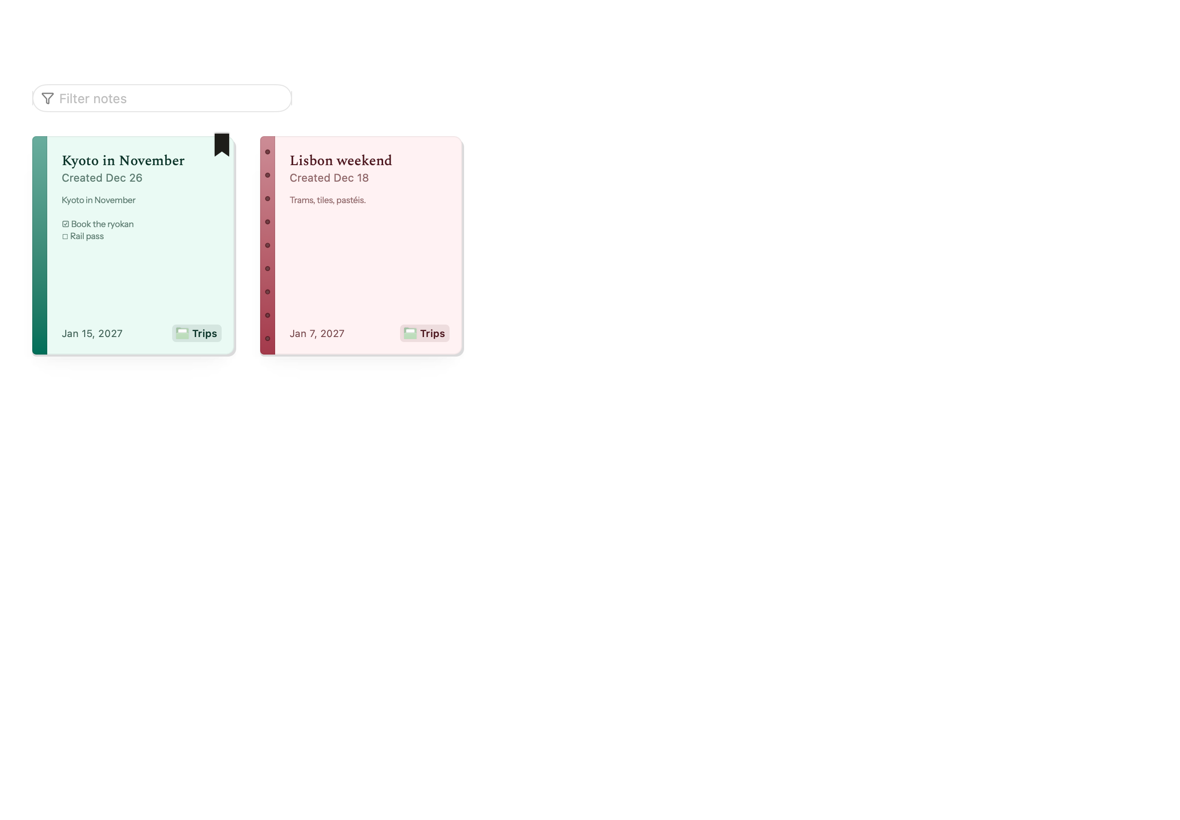 Filter notes
Kyoto in November
Created Dec 26
Kyoto in November
☑ Book the ryokan
☐ Rail pass
Jan 15, 2027
Trips
Lisbon weekend
Created Dec 18
Trams, tiles, pastéis.
Jan 7, 2027
Trips